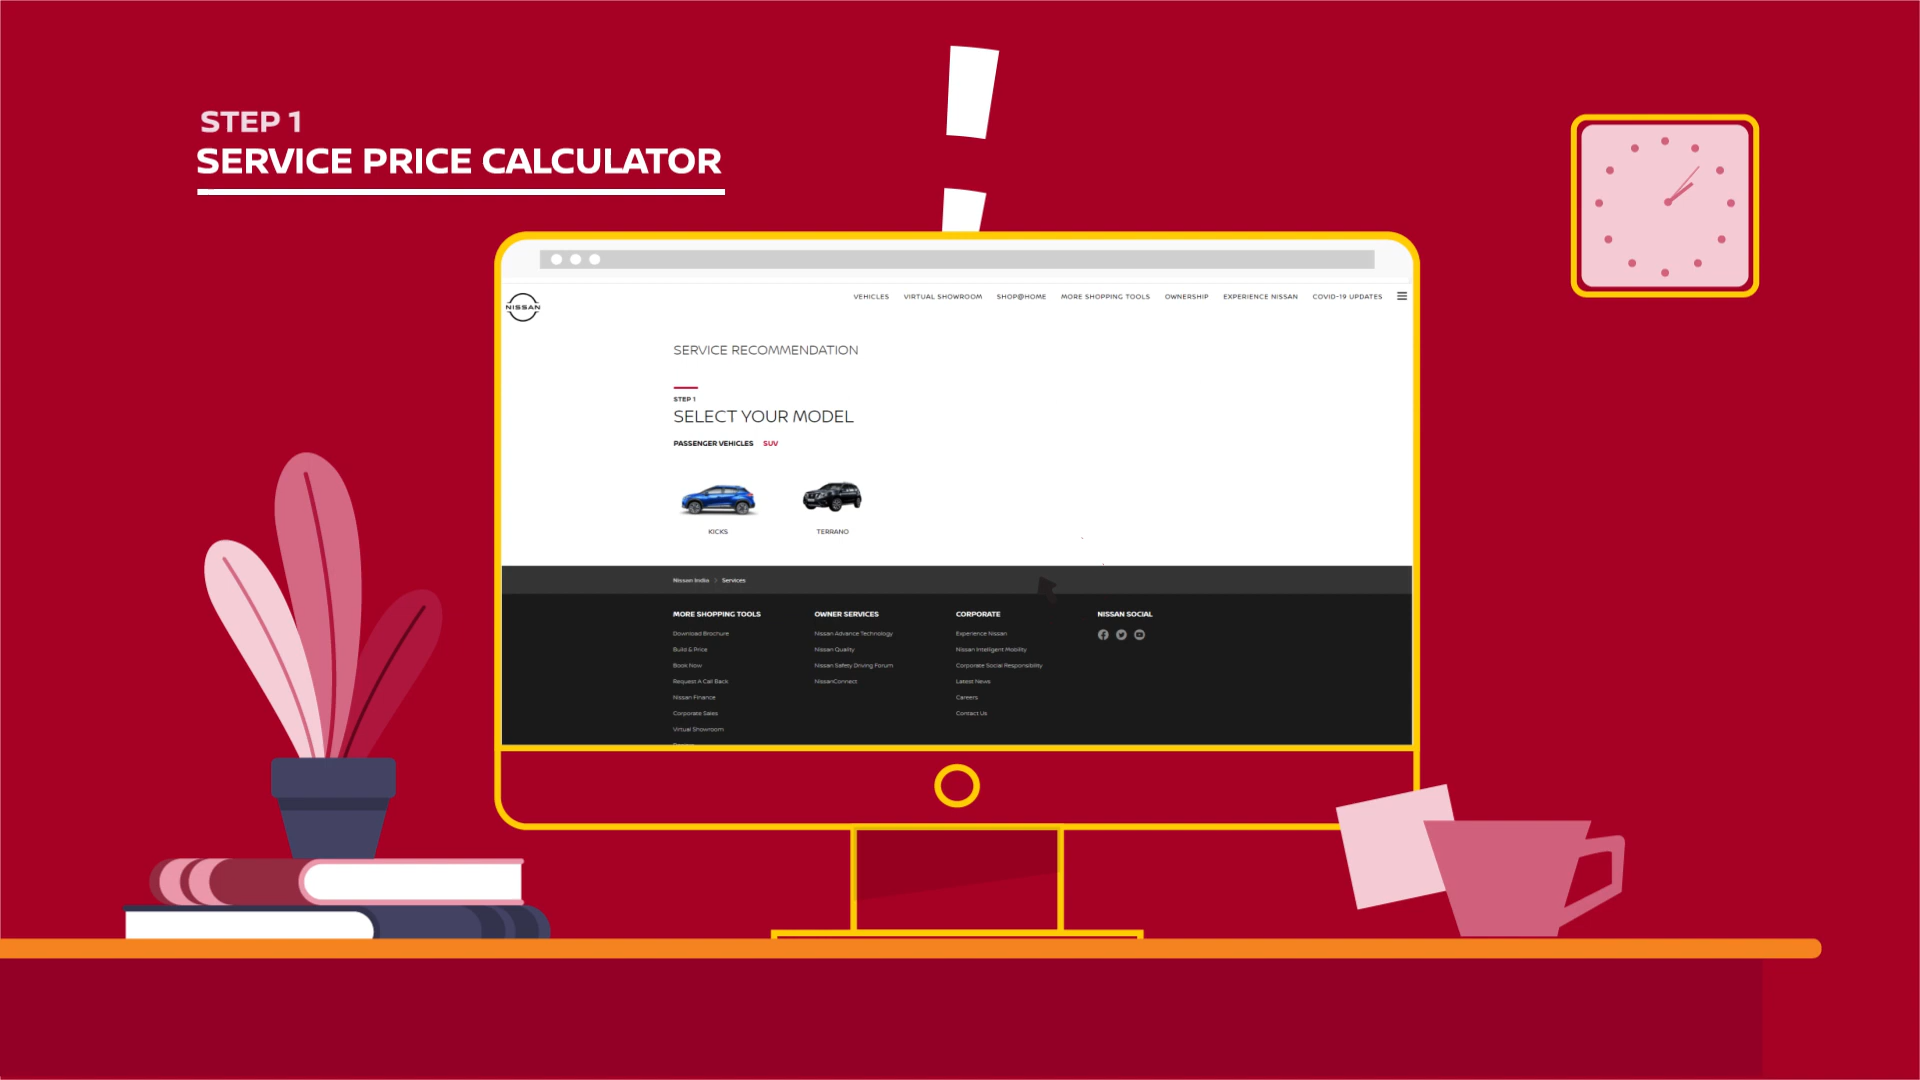 STEP 1
SERVICE PRICE CALCULATOR
!
NISSAN
VEHICLES VIRTUAL SHOWROOM SHOP@HOME MORE SHOPPING TOOLS OWNERSHIP EXPERIENCE NISSAN COVID-19 UPDATES
SERVICE RECOMMENDATION
STEP 1
SELECT YOUR MODEL
PASSENGER VEHICLES SUV
KICKS TERRANO
Nissan India > Services
MORE SHOPPING TOOLS
Download Brochure
Build & Price
Book Now
Request A Call Back
Nissan Finance
Corporate Sales
Virtual Showroom
OWNER SERVICES
Nissan Advance Technology
Nissan Quality
Nissan Safety Driving Forum
NissanConnect
CORPORATE
Experience Nissan
Nissan Intelligent Mobility
Corporate Social Responsibility
Latest News
Careers
Contact Us
NISSAN SOCIAL